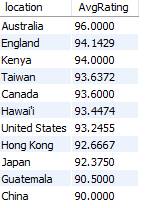 location AvgRating
Australia 96.0000
England 94.1429
Kenya 94.0000
Taiwan 93.6372
Canada 93.6000
Hawai'i 93.4474
United States 93.2455
Hong Kong 92.6667
Japan 92.3750
Guatemala 90.5000
China 90.0000